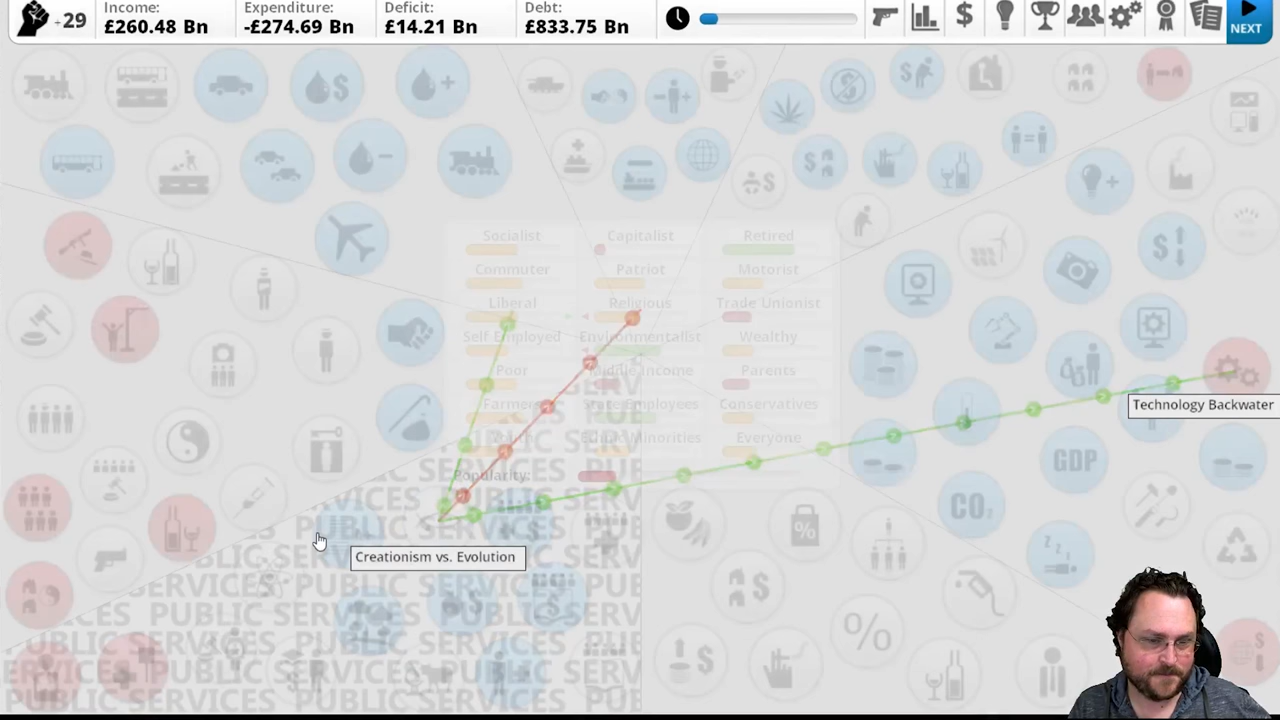 +29
Income:
£260.48 Bn
Expenditure:
-£274.69 Bn
Deficit:
£14.21 Bn
Debt:
£833.75 Bn
NEXT
Socialist
Capitalist
Retired
Commuter
Patriot
Motorist
Liberal
Religious
Trade Unionist
Self Employed
Environmentalist
Wealthy
Poor
Middle Income
Parents
Farmers
State Employees
Conservatives
Ethnic Minorities
Everyone
Popularity:
Technology Backwater
Creationism vs. Evolution
GDP
CO₂
PUBLIC SERVICES